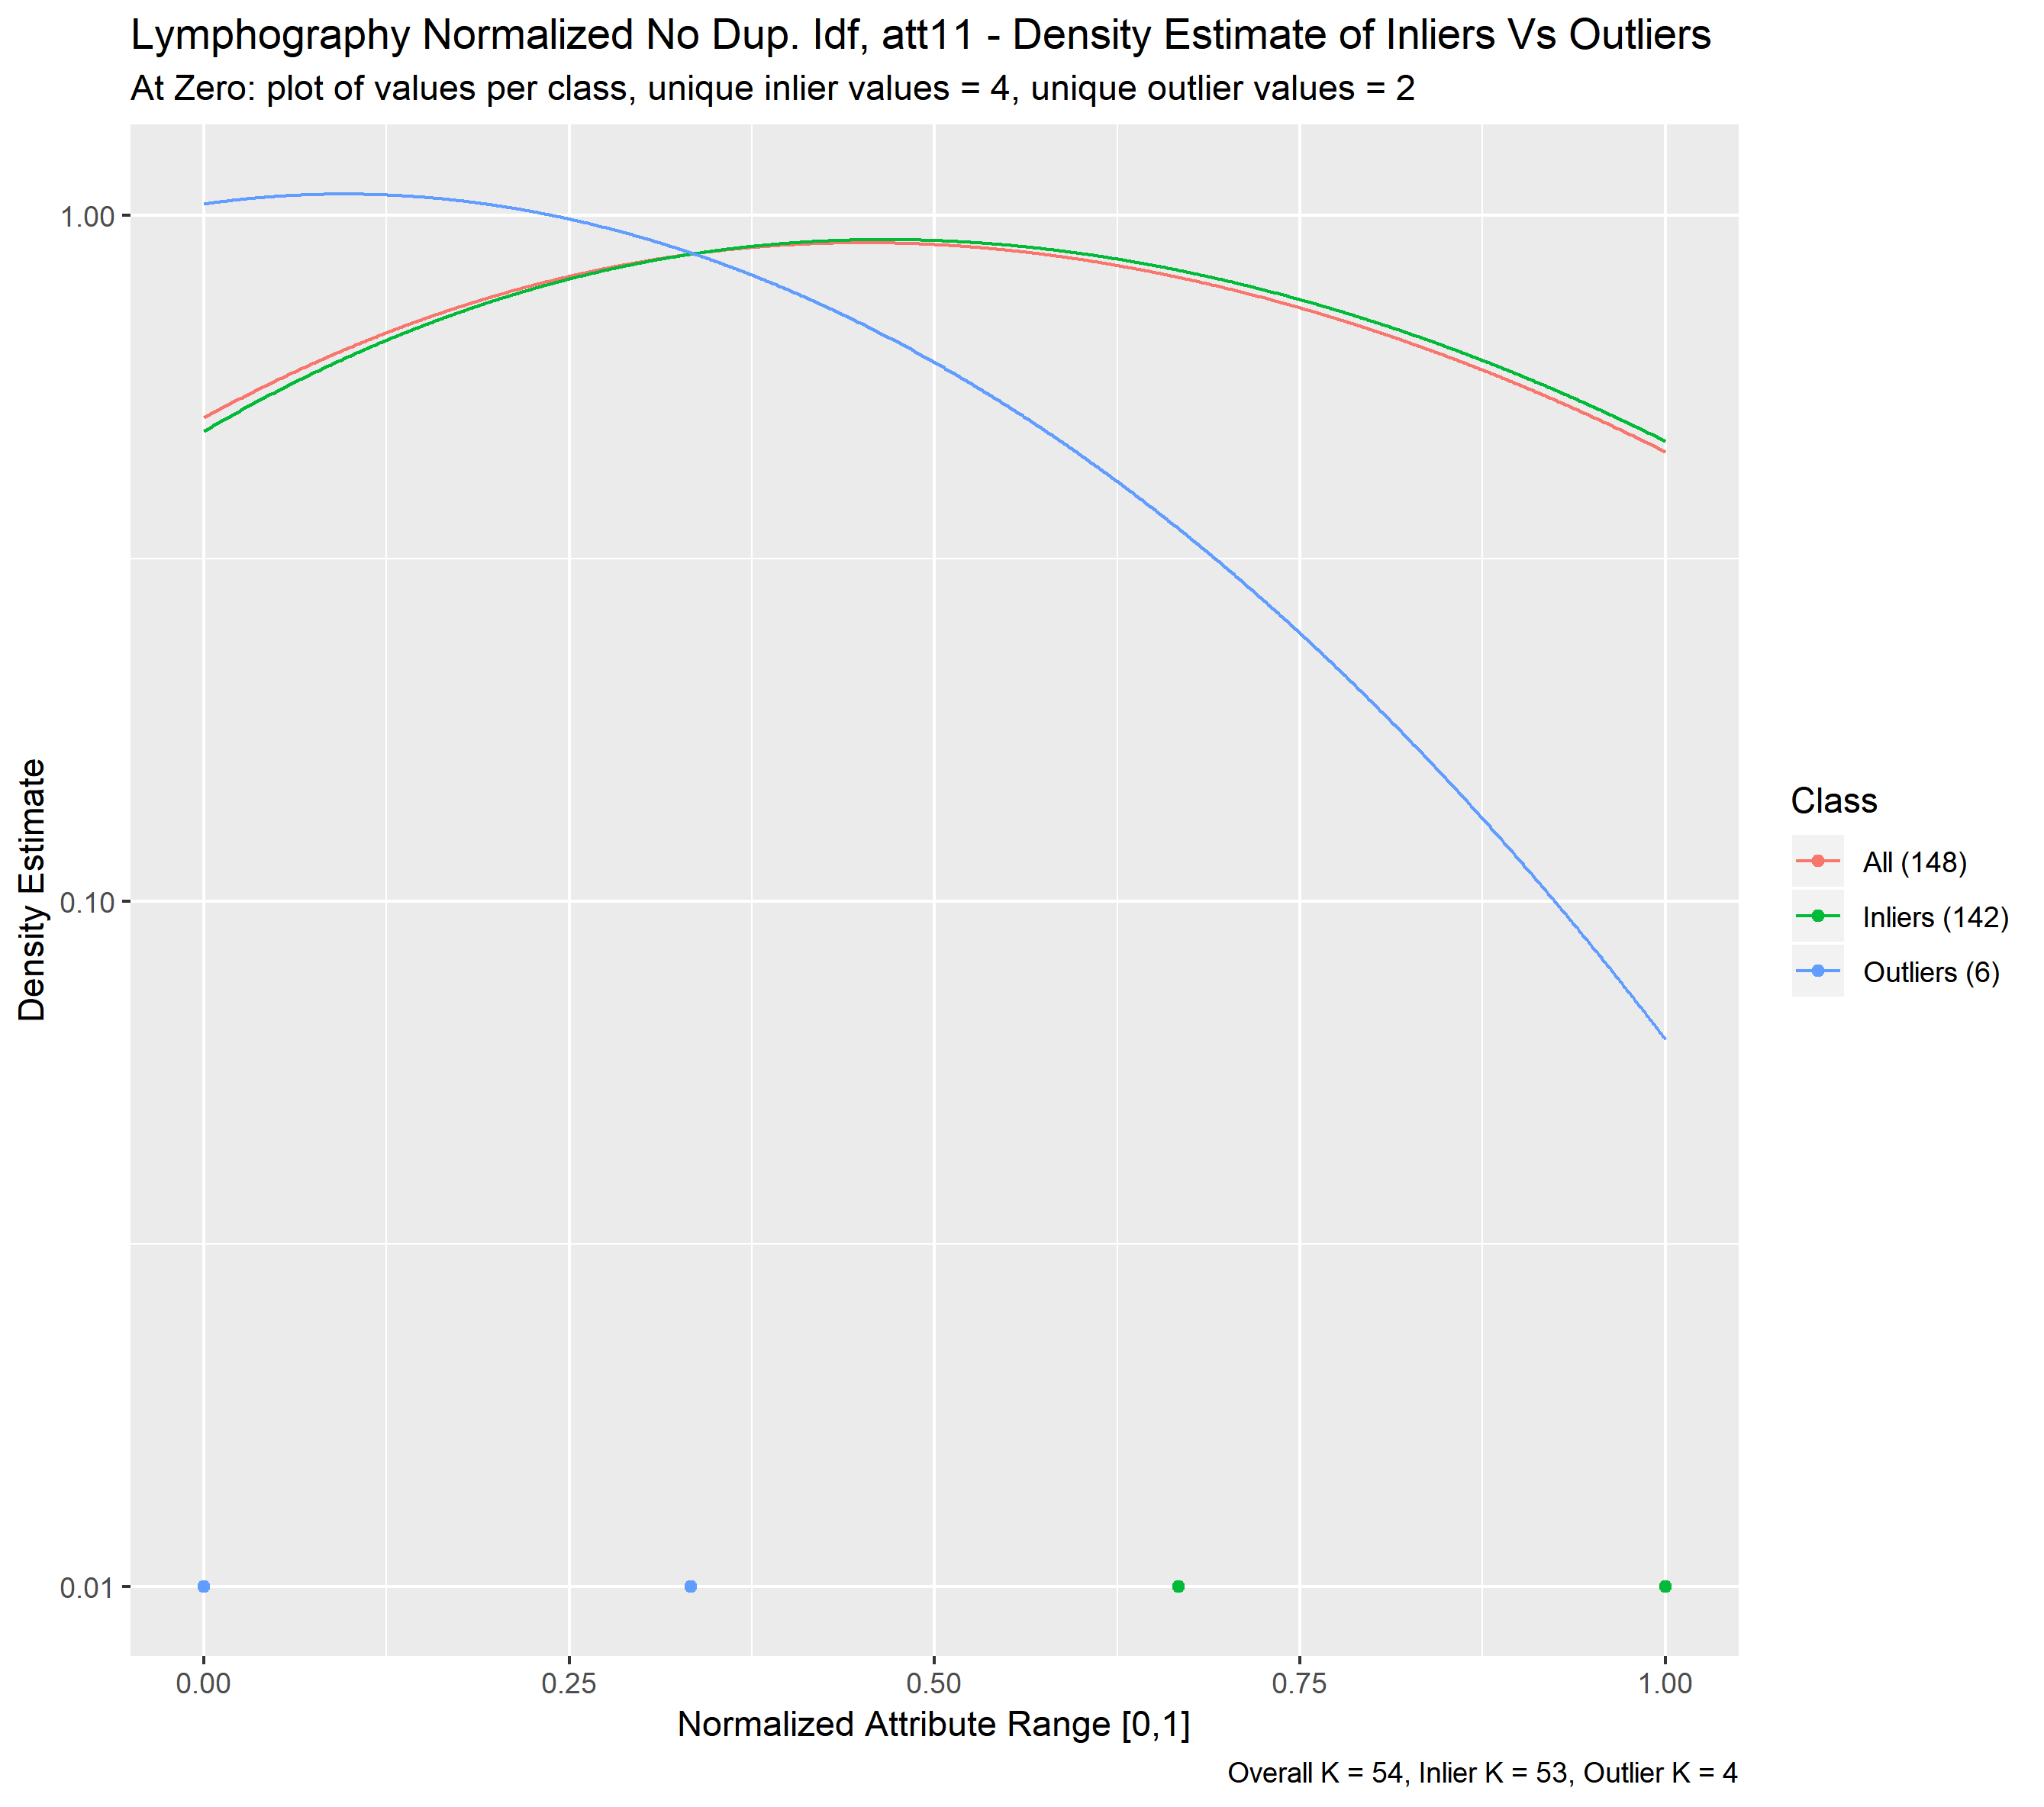 Lymphography Normalized No Dup. Idf, att11 - Density Estimate of Inliers Vs Outliers
At Zero: plot of values per class, unique inlier values = 4, unique outlier values = 2
1.00
0.10
0.01
Density Estimate
0.00 0.25 0.50 0.75 1.00
Normalized Attribute Range [0,1]
Class
All (148)
Inliers (142)
Outliers (6)
Overall K = 54, Inlier K = 53, Outlier K = 4